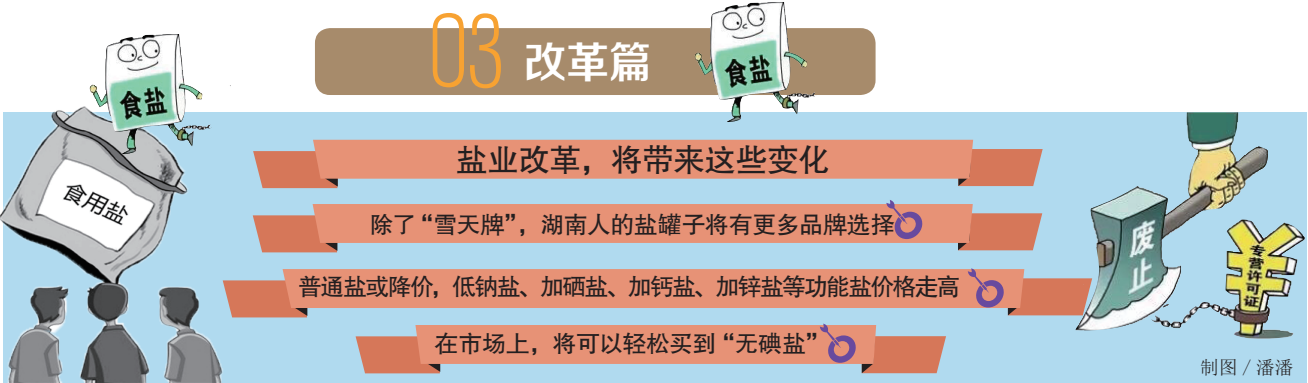 03 改革篇
食盐
食盐
食用盐
盐业改革，将带来这些变化
除了“雪天牌”，湖南人的盐罐子将有更多品牌选择
普通盐或降价，低钠盐、加硒盐、加钙盐、加锌盐等功能盐价格走高
在市场上，将可以轻松买到“无碘盐”
废止
专营许可证
制图 / 潘潘